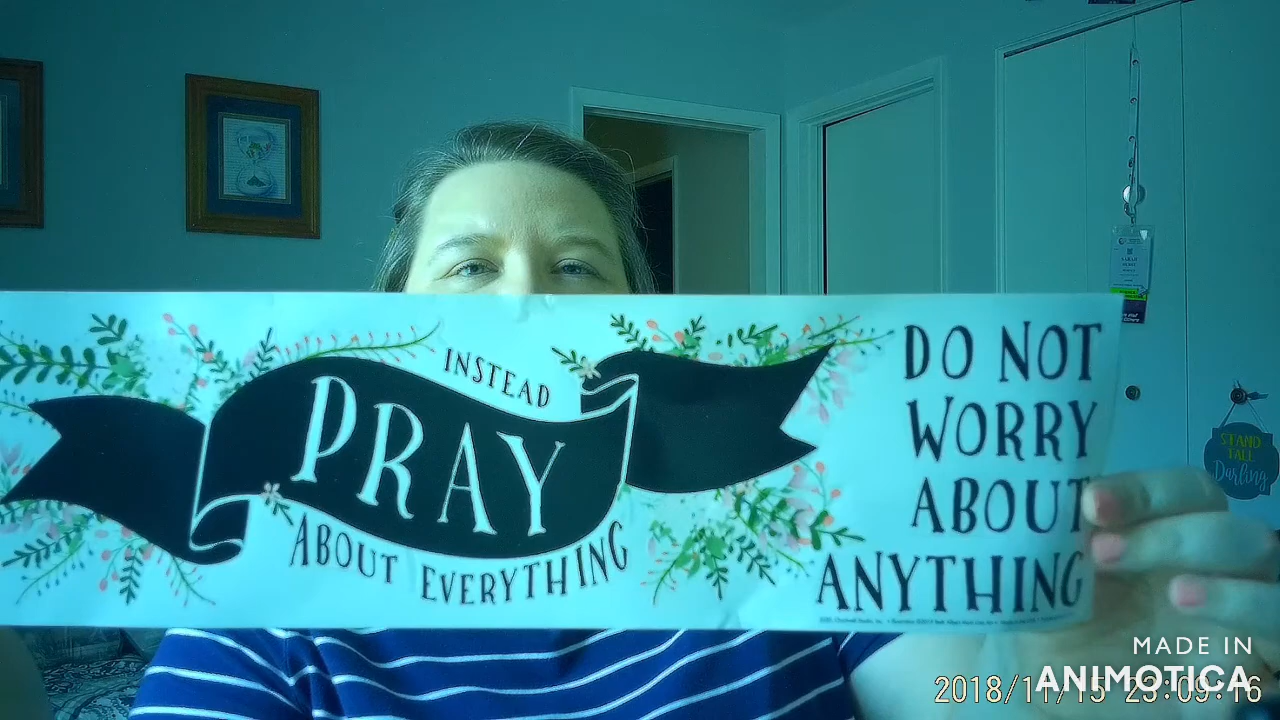 INSTEAD
PRAY
ABOUT EVERYTHING
DO NOT
WORRY
ABOUT
ANYTHING
STAND
TALL
Darling
MADE IN
ANIMOTICA
2018/11/15 23:09:16